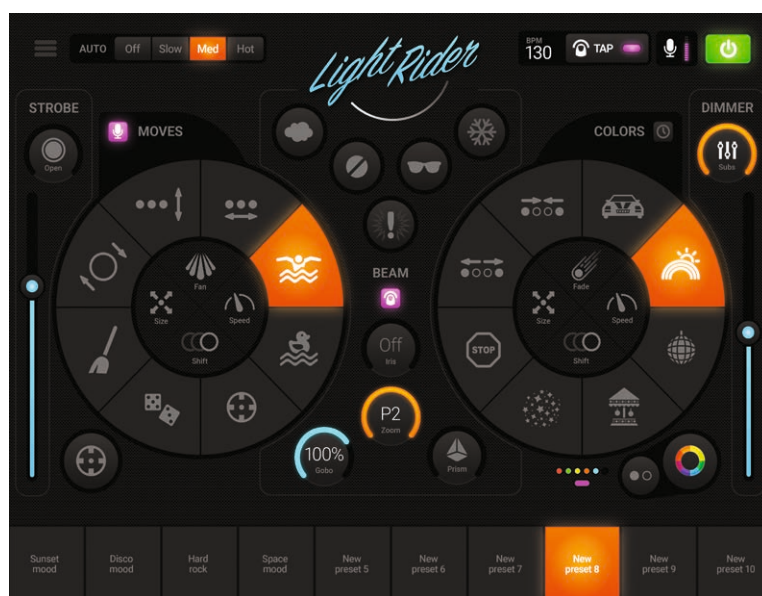 AUTO
Off
Slow
Med
Hot
Light Rider
BPM
130
TAP
STROBE
Open
MOVES
COLORS
DIMMER
Subs
Fan
Size
Speed
Shift
BEAM
Off
Iris
P2
Zoom
100%
Gobo
Prism
Fade
Size
Speed
Shift
STOP
Sunset
mood
Disco
mood
Hard
rock
Space
mood
New
preset 5
New
preset 6
New
preset 7
New
preset 8
New
preset 9
New
preset 10